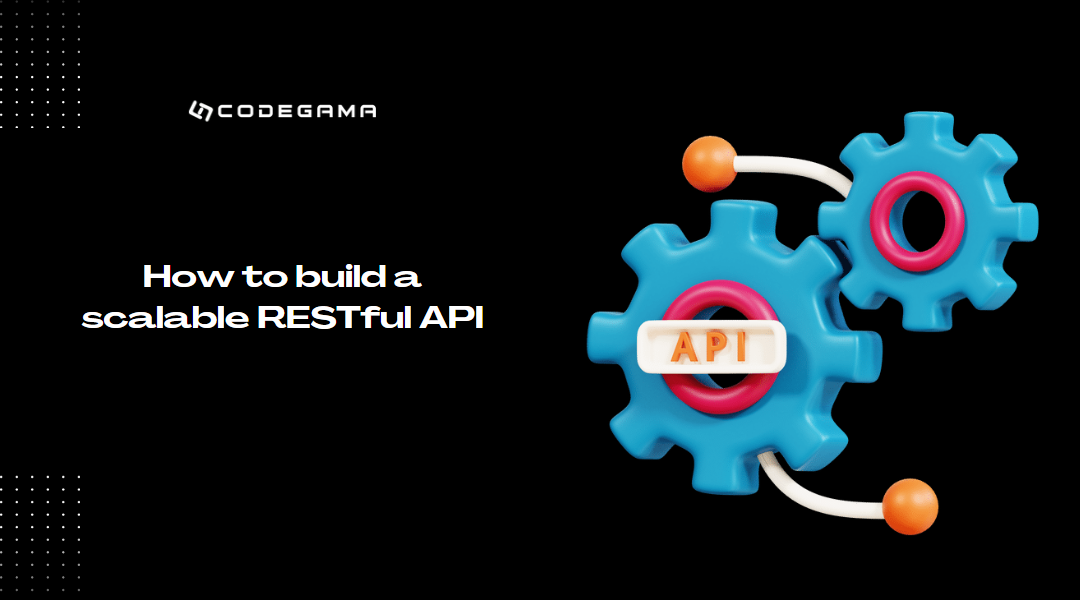 CODEGAMA
How to build a
scalable RESTful API
API